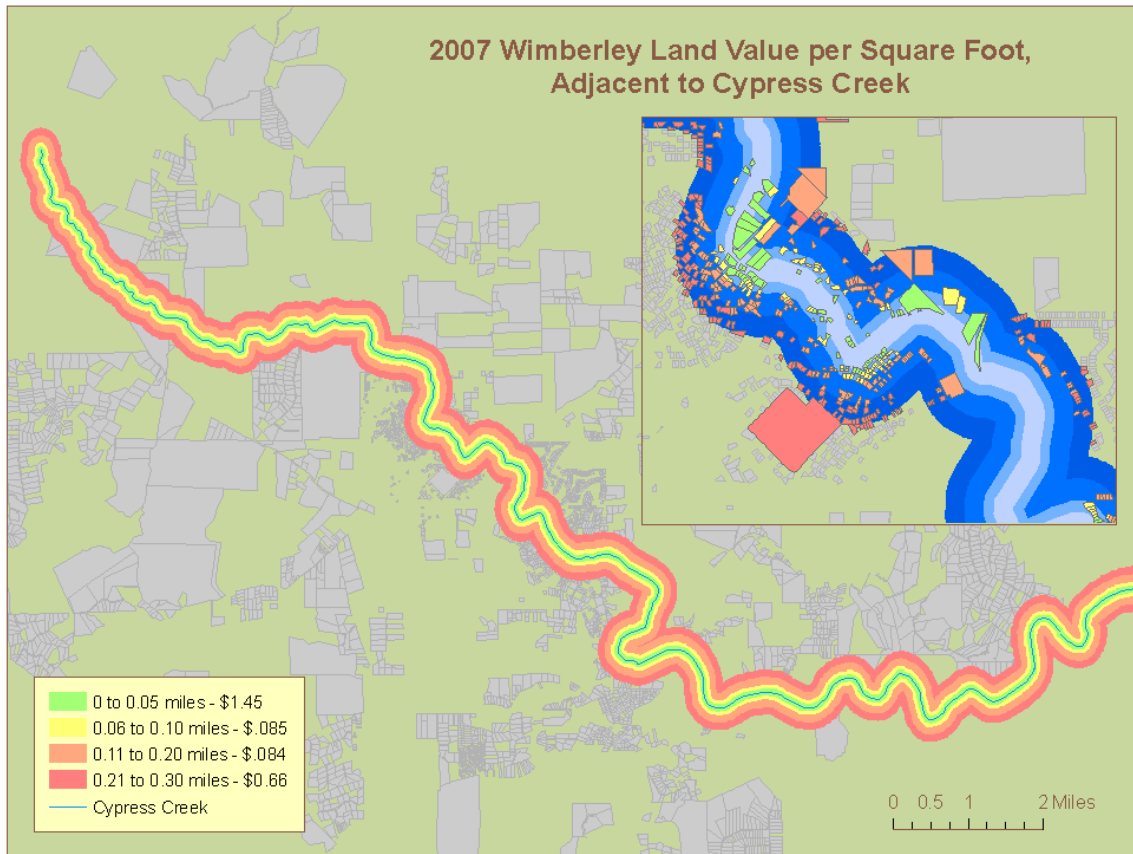 2007 Wimberley Land Value per Square Foot,
Adjacent to Cypress Creek
0 to 0.05 miles - $1.45
0.06 to 0.10 miles - $.085
0.11 to 0.20 miles - $.084
0.21 to 0.30 miles - $0.66
Cypress Creek
0 0.5 1 2 Miles